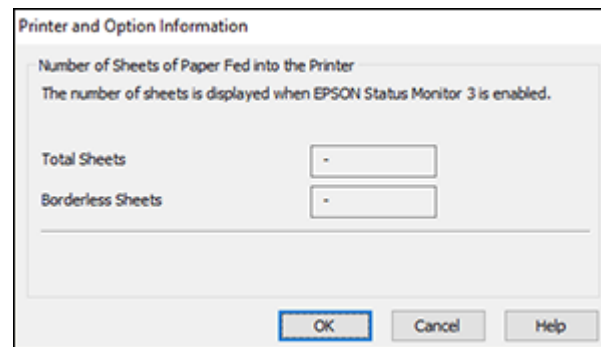 Printer and Option Information
Number of Sheets of Paper Fed into the Printer
The number of sheets is displayed when EPSON Status Monitor 3 is enabled.
Total Sheets -
Borderless Sheets -
OK Cancel Help